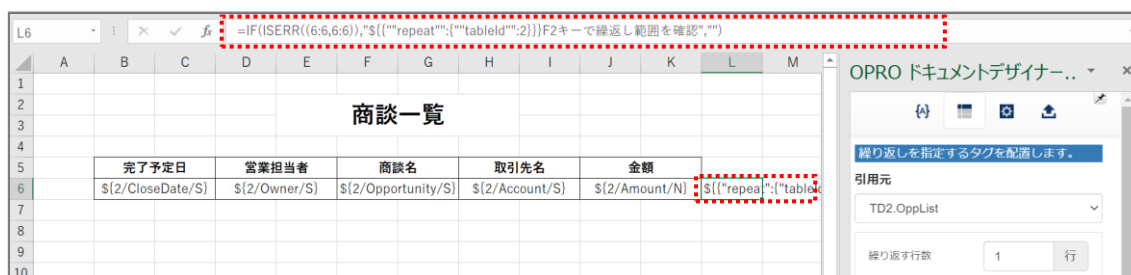 L6 fx =IF(ISERR((6:6,6:6)),"${{""repeat"":{""tableId"":2}}}F2キーで繰返し範囲を確認","")
A B C D E F G H I J K L M
OPRO ドキュメントデザイナー..
1
2
商談一覧
3
{A}
4
5 完了予定日 営業担当者 商談名 取引先名 金額
繰り返しを指定するタグを配置します。
6 ${2/CloseDate/S} ${2/Owner/S} ${2/Opportunity/S} ${2/Account/S} ${2/Amount/N} ${{"repeat":{"tableId
引用元
7
TD2.OppList
8
9
繰り返す行数 1 行
10